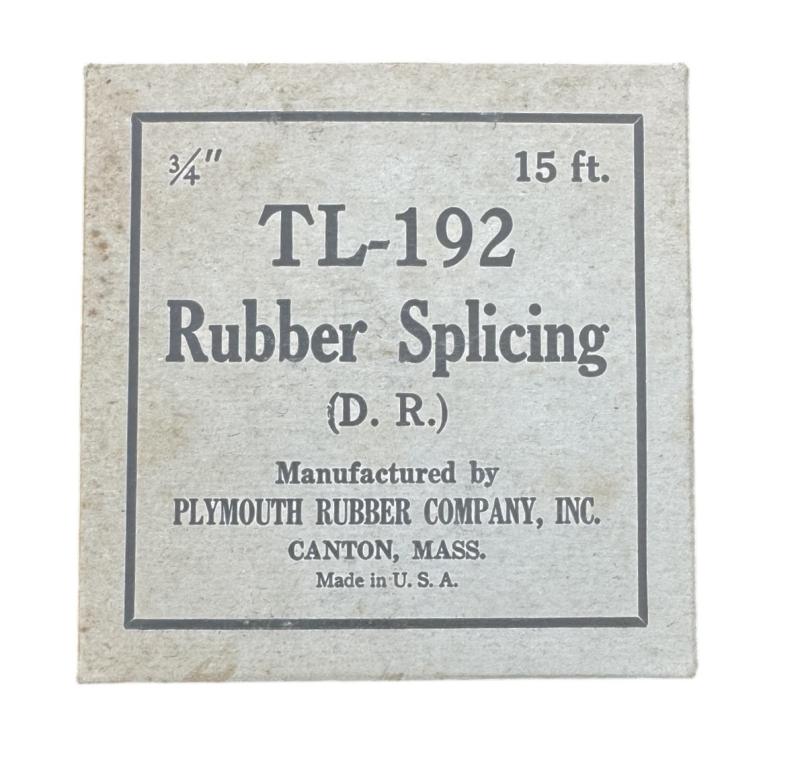 3/4" 15 ft.
TL-192
Rubber Splicing
(D. R.)
Manufactured by
PLYMOUTH RUBBER COMPANY, INC.
CANTON, MASS.
Made in U. S. A.